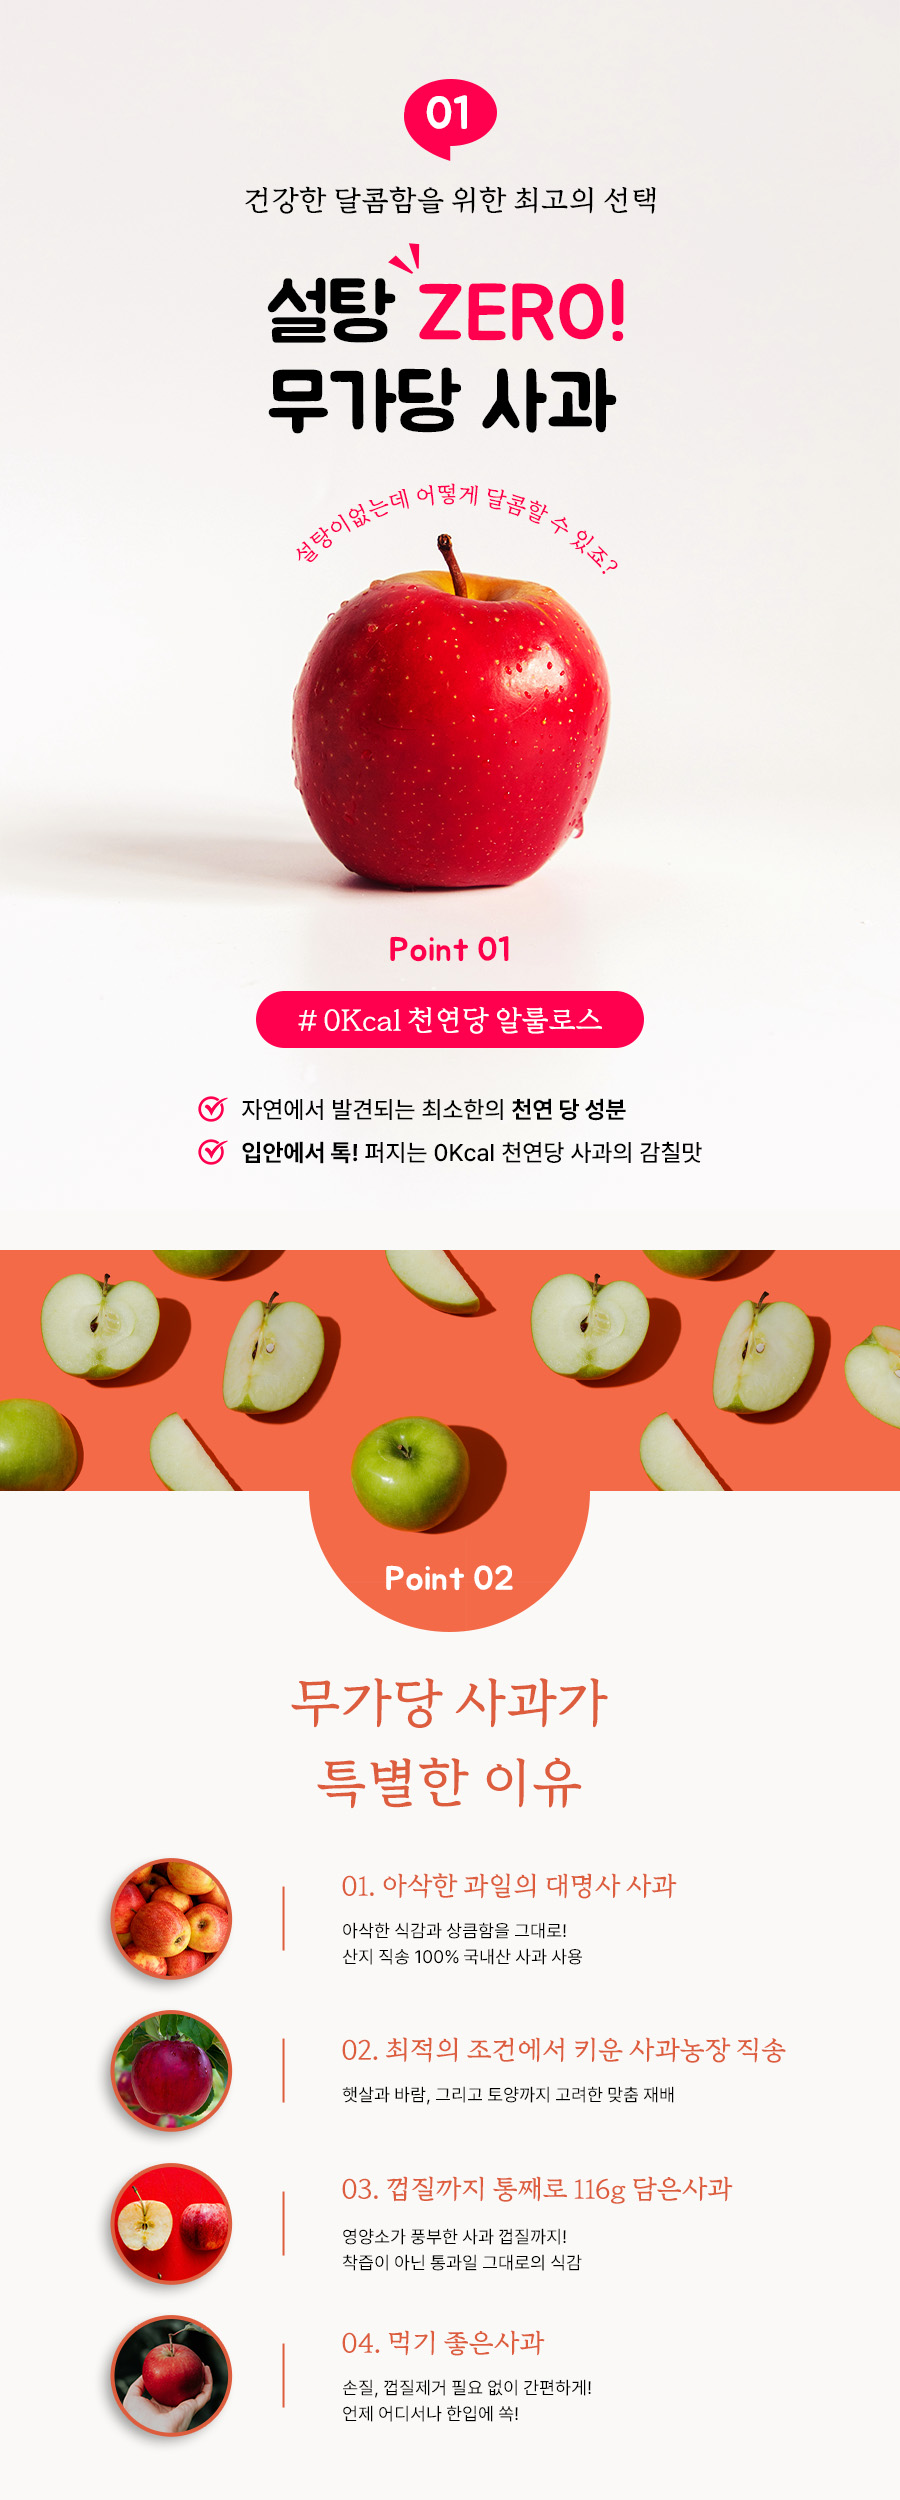 01
건강한 달콤함을 위한 최고의 선택
설탕 ZERO!
무가당 사과
설탕이없는데 어떻게 달콤할 수 있죠?
Point 01
# 0Kcal 천연당 알룰로스
자연에서 발견되는 최소한의 천연 당 성분
입안에서 톡! 퍼지는 0Kcal 천연당 사과의 감칠맛
Point 02
무가당 사과가
특별한 이유
01. 아삭한 과일의 대명사 사과
아삭한 식감과 상큼함을 그대로!
산지 직송 100% 국내산 사과 사용
02. 최적의 조건에서 키운 사과농장 직송
햇살과 바람, 그리고 토양까지 고려한 맞춤 재배
03. 껍질까지 통째로 116g 담은사과
영양소가 풍부한 사과 껍질까지!
착즙이 아닌 통과일 그대로의 식감
04. 먹기 좋은사과
손질, 껍질제거 필요 없이 간편하게!
언제 어디서나 한입에 쏙!